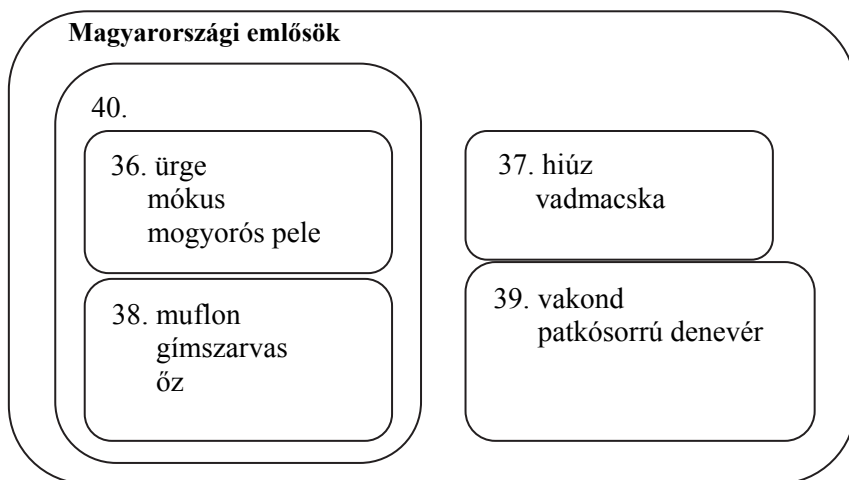 Magyarországi emlősök
40.
36. ürge
mókus
mogyorós pele
37. hiúz
vadmacska
38. muflon
gímszarvas
őz
39. vakond
patkósorrú denevér